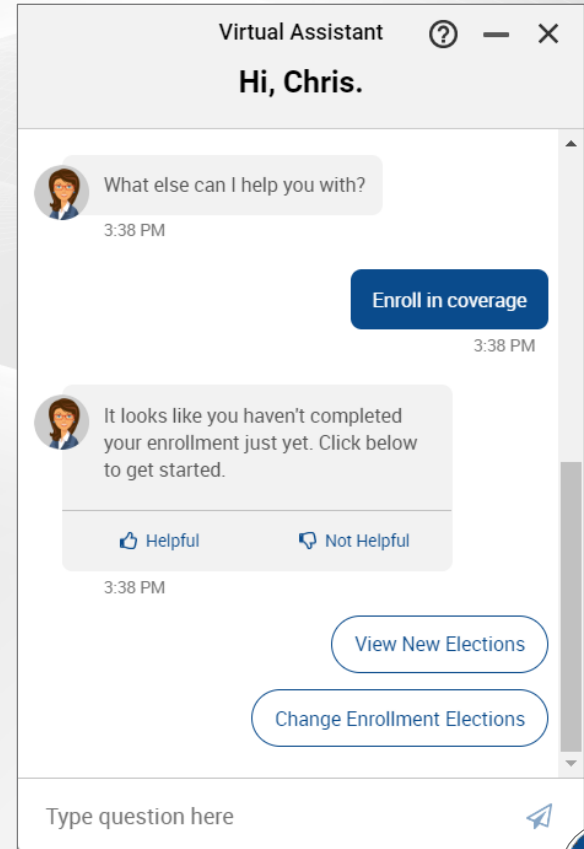 Virtual Assistant
Hi, Chris.
What else can I help you with?
3:38 PM
Enroll in coverage
3:38 PM
It looks like you haven't completed
your enrollment just yet. Click below
to get started.
Helpful
Not Helpful
3:38 PM
View New Elections
Change Enrollment Elections
Type question here